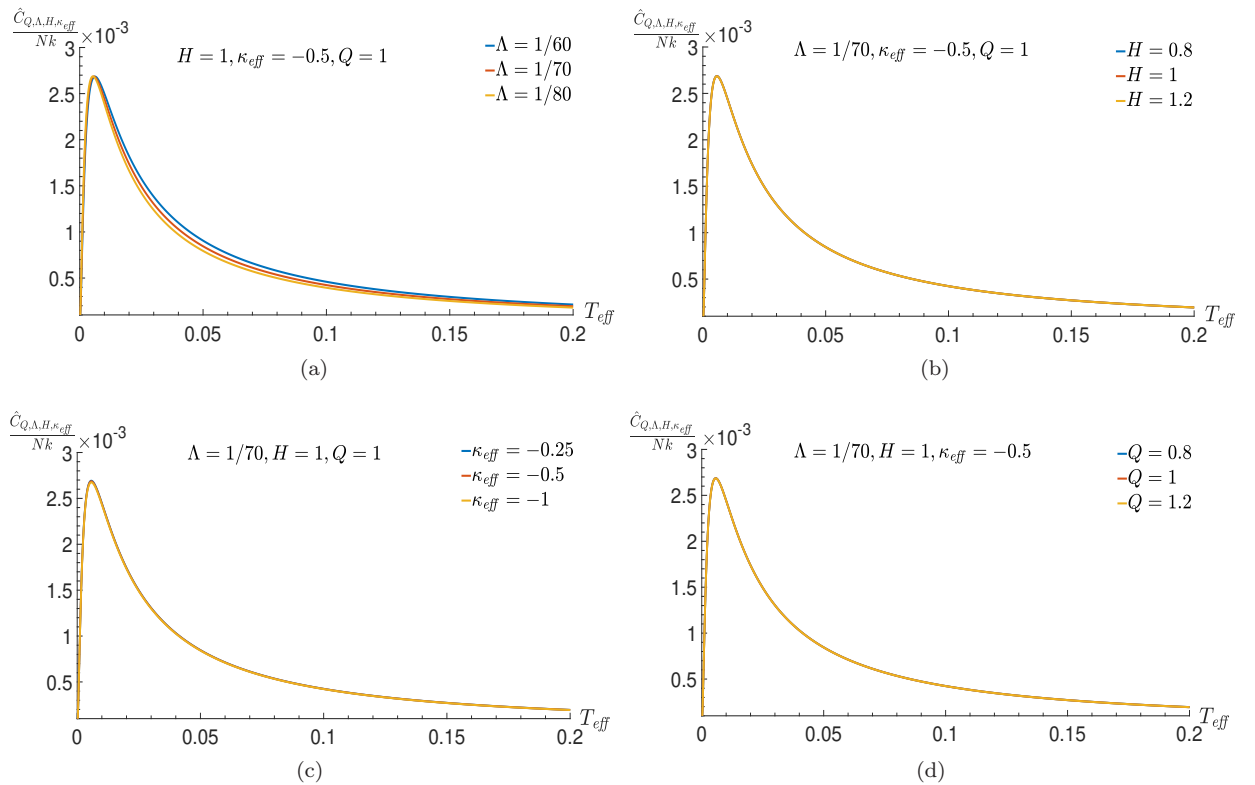 Ĉ_{Q,Λ,H,κ_eff}/Nk ×10⁻³
H = 1, κ_eff = −0.5, Q = 1
Λ = 1/60
Λ = 1/70
Λ = 1/80
3
2.5
2
1.5
1
0.5
0 0.05 0.1 0.15 0.2
T_eff
(a)
Ĉ_{Q,Λ,H,κ_eff}/Nk ×10⁻³
Λ = 1/70, κ_eff = −0.5, Q = 1
H = 0.8
H = 1
H = 1.2
3
2.5
2
1.5
1
0.5
0 0.05 0.1 0.15 0.2
T_eff
(b)
Ĉ_{Q,Λ,H,κ_eff}/Nk ×10⁻³
Λ = 1/70, H = 1, Q = 1
κ_eff = −0.25
κ_eff = −0.5
κ_eff = −1
3
2.5
2
1.5
1
0.5
0 0.05 0.1 0.15 0.2
T_eff
(c)
Ĉ_{Q,Λ,H,κ_eff}/Nk ×10⁻³
Λ = 1/70, H = 1, κ_eff = −0.5
Q = 0.8
Q = 1
Q = 1.2
3
2.5
2
1.5
1
0.5
0 0.05 0.1 0.15 0.2
T_eff
(d)